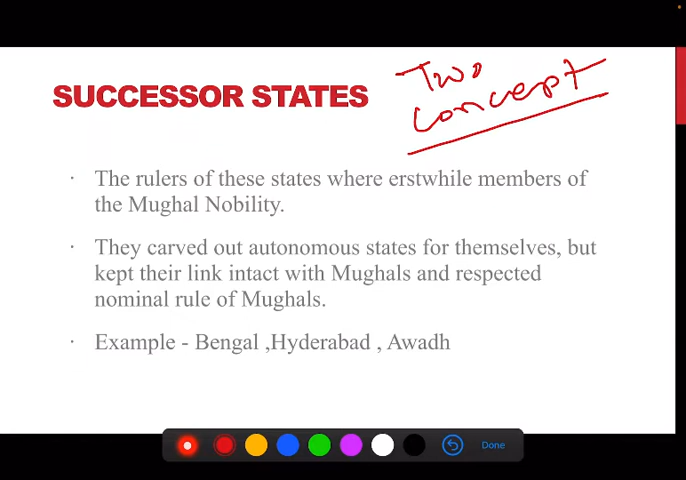 Two
concept
SUCCESSOR STATES
· The rulers of these states where erstwhile members of
the Mughal Nobility.
· They carved out autonomous states for themselves, but
kept their link intact with Mughals and respected
nominal rule of Mughals.
· Example - Bengal ,Hyderabad , Awadh
Done